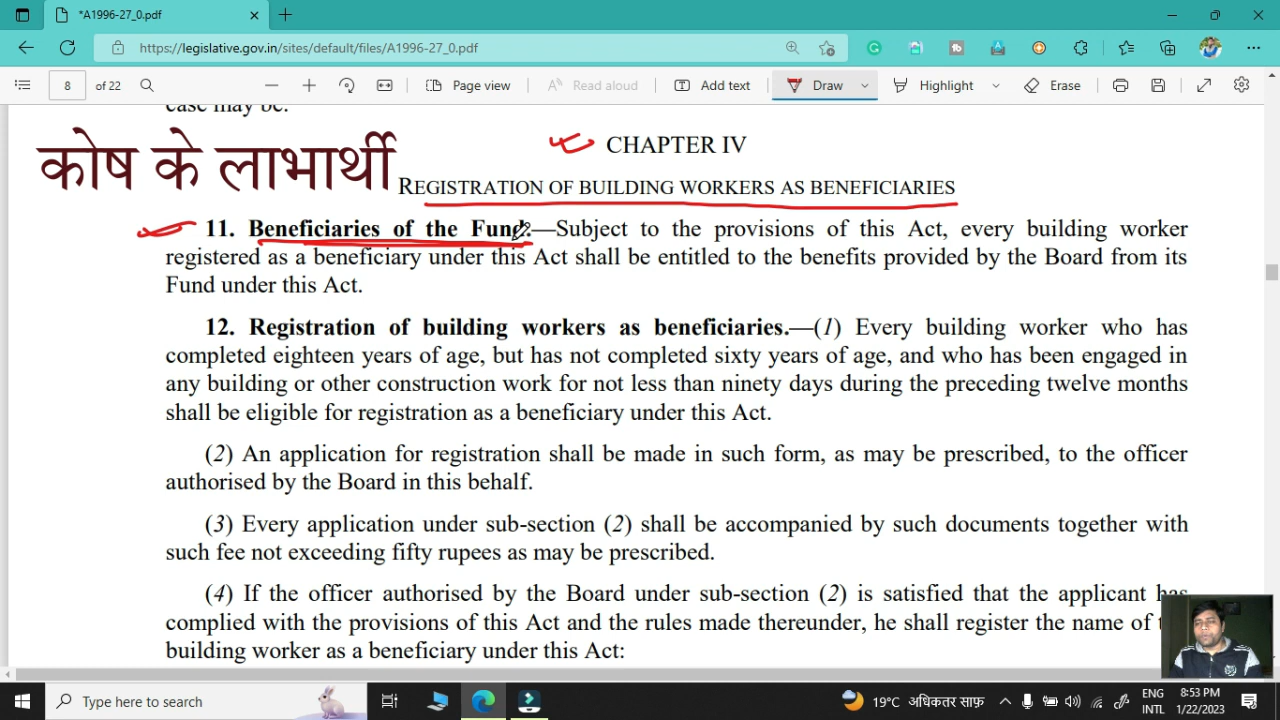 *A1996-27_0.pdf
https://legislative.gov.in/sites/default/files/A1996-27_0.pdf
8 of 22 Page view Read aloud Add text Draw Highlight Erase
case may be.
कोष के लाभार्थी
CHAPTER IV
REGISTRATION OF BUILDING WORKERS AS BENEFICIARIES
11. Beneficiaries of the Fund.—Subject to the provisions of this Act, every building worker
registered as a beneficiary under this Act shall be entitled to the benefits provided by the Board from its
Fund under this Act.
12. Registration of building workers as beneficiaries.—(1) Every building worker who has
completed eighteen years of age, but has not completed sixty years of age, and who has been engaged in
any building or other construction work for not less than ninety days during the preceding twelve months
shall be eligible for registration as a beneficiary under this Act.
(2) An application for registration shall be made in such form, as may be prescribed, to the officer
authorised by the Board in this behalf.
(3) Every application under sub-section (2) shall be accompanied by such documents together with
such fee not exceeding fifty rupees as may be prescribed.
(4) If the officer authorised by the Board under sub-section (2) is satisfied that the applicant has
complied with the provisions of this Act and the rules made thereunder, he shall register the name of
building worker as a beneficiary under this Act:
Type here to search 19°C अधिकतर साफ़ ENG 8:53 PM
INTL 1/22/2023